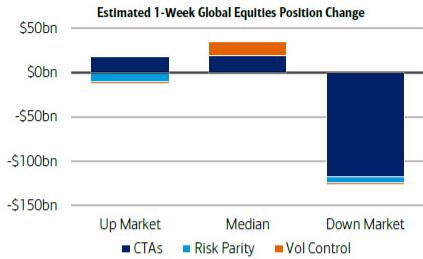 Estimated 1-Week Global Equities Position Change
$50bn
$0bn
-$50bn
-$100bn
-$150bn
Up Market Median Down Market
CTAs Risk Parity Vol Control